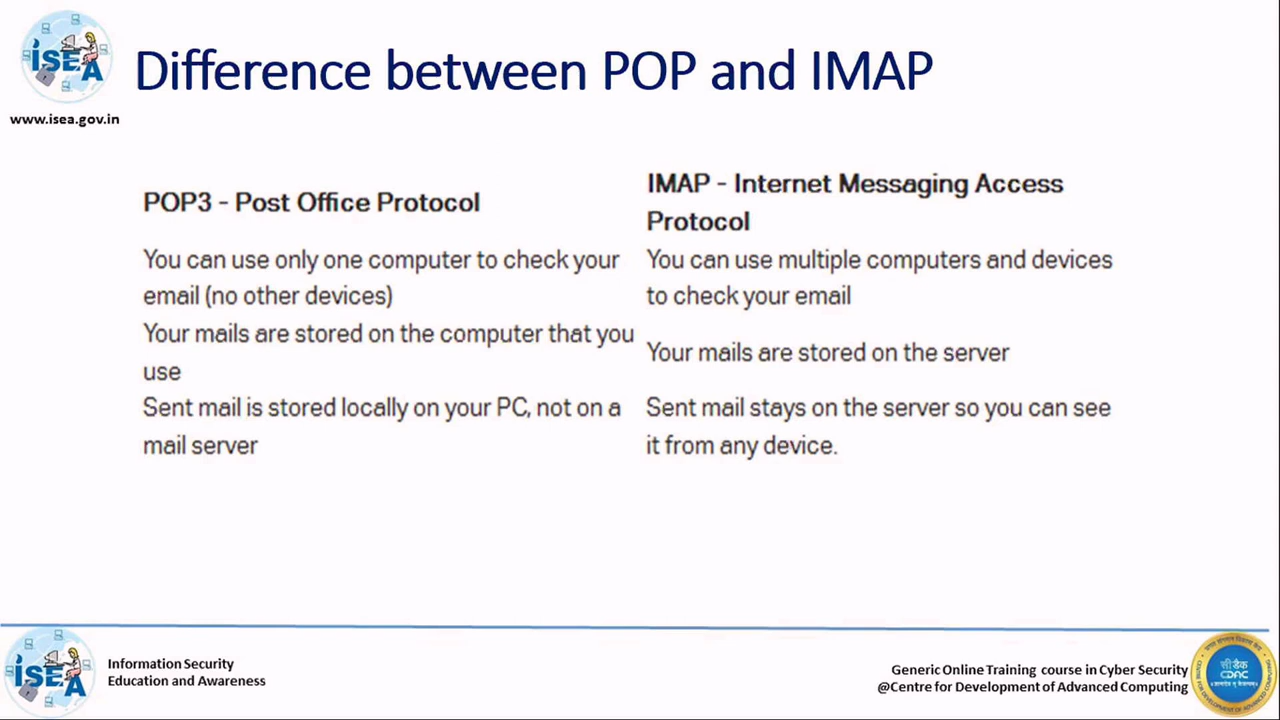 ISEA
Difference between POP and IMAP
www.isea.gov.in
POP3 - Post Office Protocol
You can use only one computer to check your
email (no other devices)
Your mails are stored on the computer that you
use
Sent mail is stored locally on your PC, not on a
mail server
IMAP - Internet Messaging Access
Protocol
You can use multiple computers and devices
to check your email
Your mails are stored on the server
Sent mail stays on the server so you can see
it from any device.
ISEA
Information Security
Education and Awareness
Generic Online Training course in Cyber Security
@Centre for Development of Advanced Computing
सी डैक
CDAC